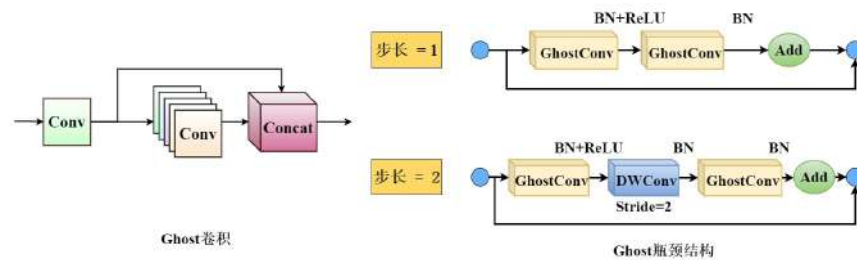 Conv
Conv
Concat
Ghost卷积
步长 = 1
BN+ReLU
BN
GhostConv
GhostConv
Add
步长 = 2
BN+ReLU
BN
BN
GhostConv
DWConv
GhostConv
Add
Stride=2
Ghost瓶颈结构